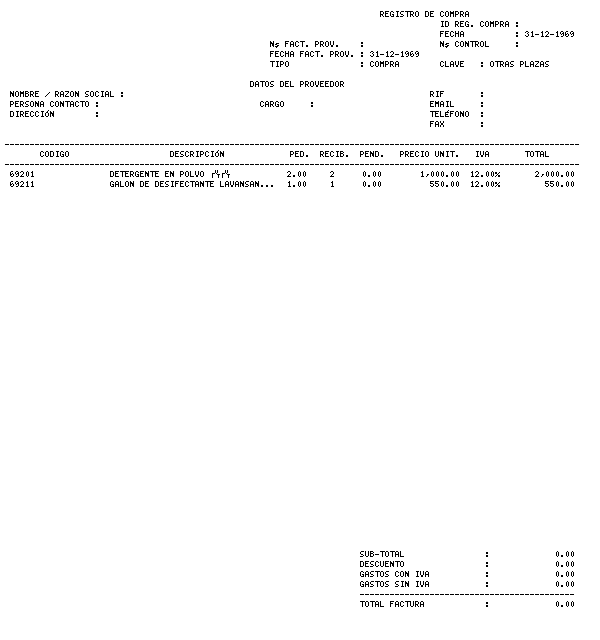 REGISTRO DE COMPRA
ID REG. COMPRA :
FECHA : 31-12-1969
Nş FACT. PROV. : Nş CONTROL :
FECHA FACT. PROV. : 31-12-1969
TIPO : COMPRA CLAVE : OTRAS PLAZAS
DATOS DEL PROVEEDOR
NOMBRE / RAZON SOCIAL : RIF :
PERSONA CONTACTO : CARGO : EMAIL :
DIRECCIÓN : TELÉFONO :
FAX :
CODIGO DESCRIPCIÓN PED. RECIB. PEND. PRECIO UNIT. IVA TOTAL
69201 DETERGENTE EN POLVO 2.00 2 0.00 1,000.00 12.00% 2,000.00
69211 GALON DE DESIFECTANTE LAVANSAN... 1.00 1 0.00 550.00 12.00% 550.00
SUB-TOTAL : 0.00
DESCUENTO : 0.00
GASTOS CON IVA : 0.00
GASTOS SIN IVA : 0.00
TOTAL FACTURA : 0.00